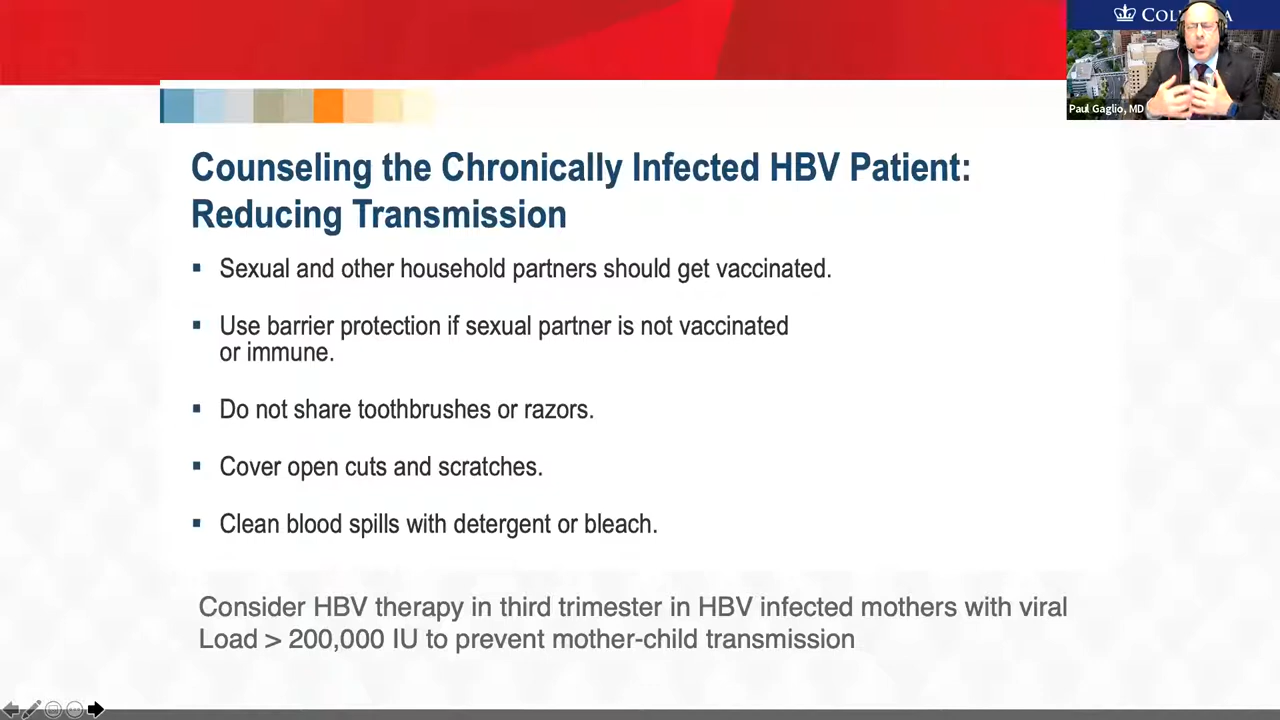 Paul Gaglio, MD
Counseling the Chronically Infected HBV Patient:
Reducing Transmission
▪ Sexual and other household partners should get vaccinated.
▪ Use barrier protection if sexual partner is not vaccinated
or immune.
▪ Do not share toothbrushes or razors.
▪ Cover open cuts and scratches.
▪ Clean blood spills with detergent or bleach.
Consider HBV therapy in third trimester in HBV infected mothers with viral
Load > 200,000 IU to prevent mother-child transmission